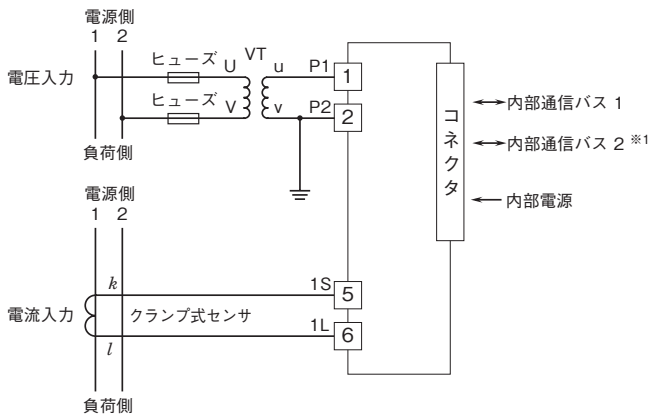 電源側
1 2
電圧入力
ヒューズ U VT u P1 1
ヒューズ V v P2 2
負荷側
コネクタ
内部通信バス 1
内部通信バス 2 ※1
内部電源
電源側
1 2
電流入力
k 1S 5
クランプ式センサ
l 1L 6
負荷側